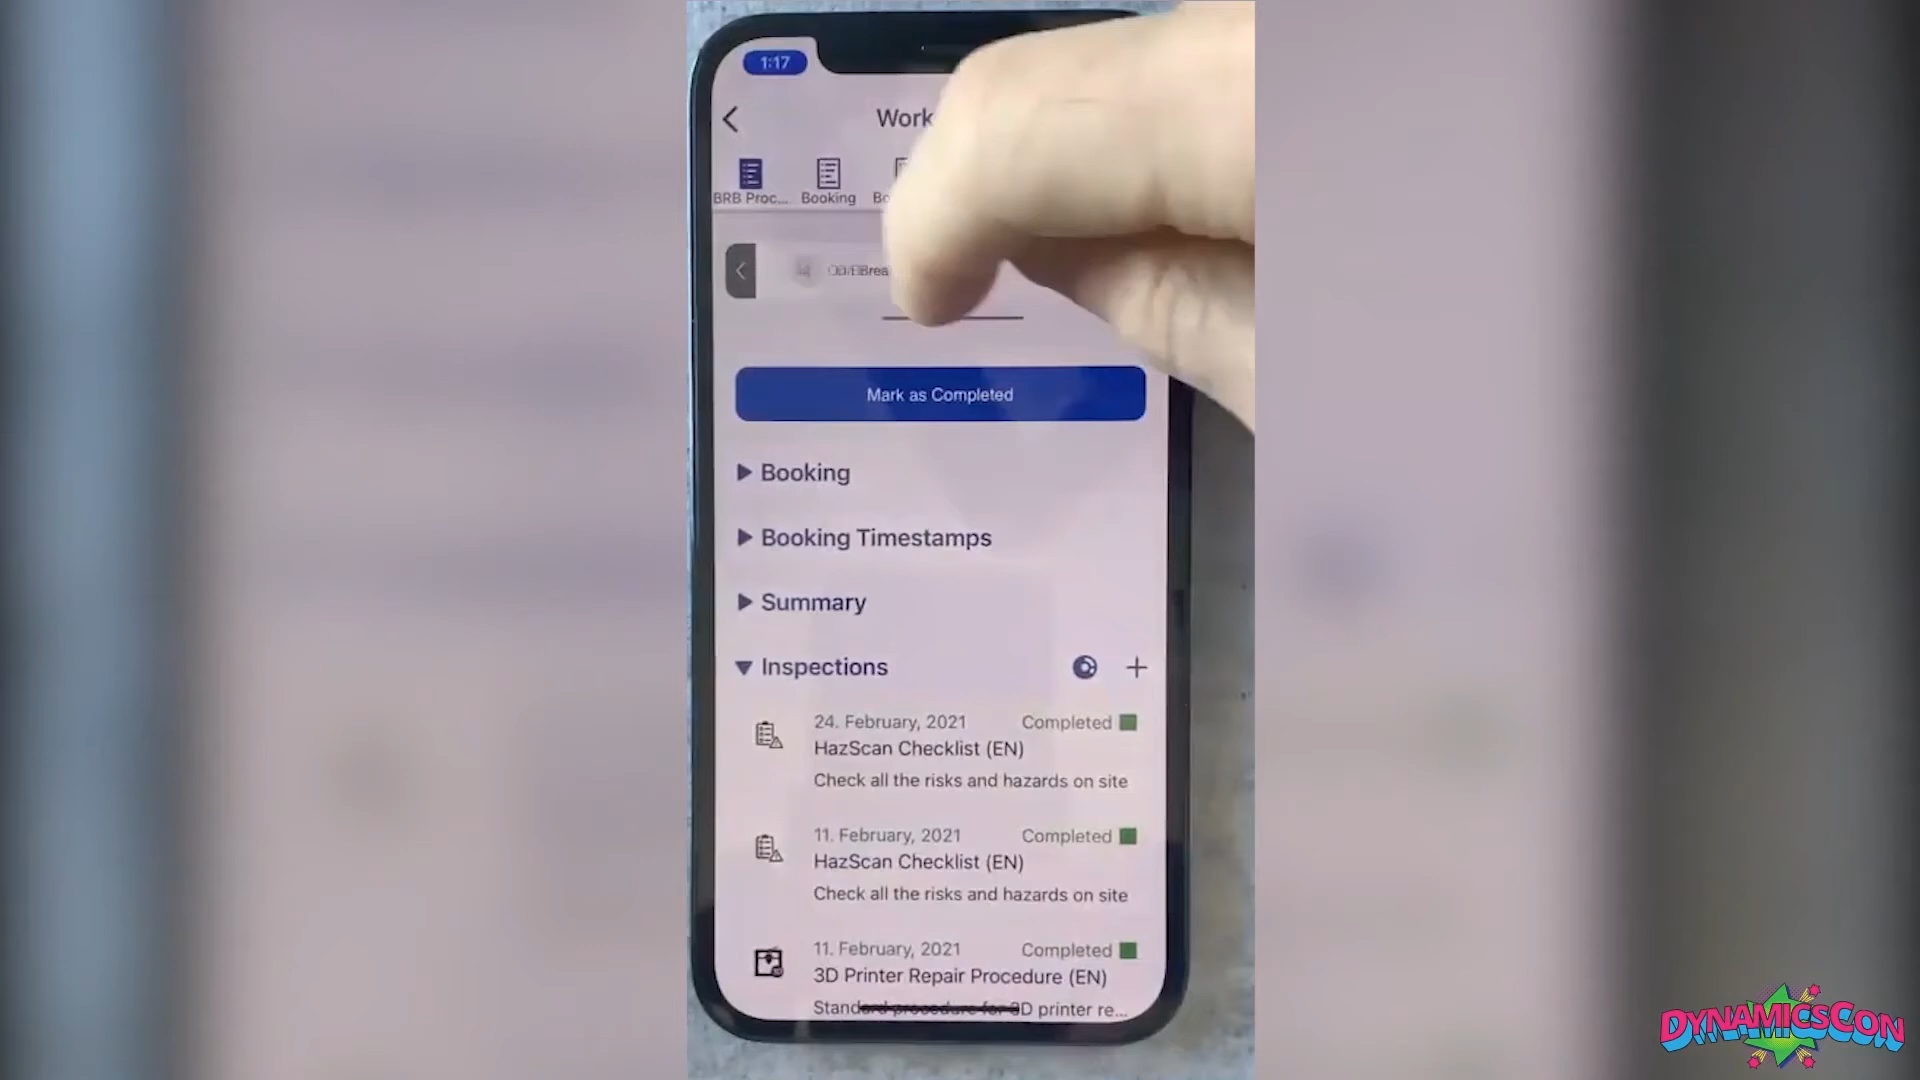 1:17
Work
BRB Proc... Booking
Mark as Completed
Booking
Booking Timestamps
Summary
Inspections
24. February, 2021 Completed
HazScan Checklist (EN)
Check all the risks and hazards on site
11. February, 2021 Completed
HazScan Checklist (EN)
Check all the risks and hazards on site
11. February, 2021 Completed
3D Printer Repair Procedure (EN)
Standard procedure for 3D printer re...
DYNAMICSCON